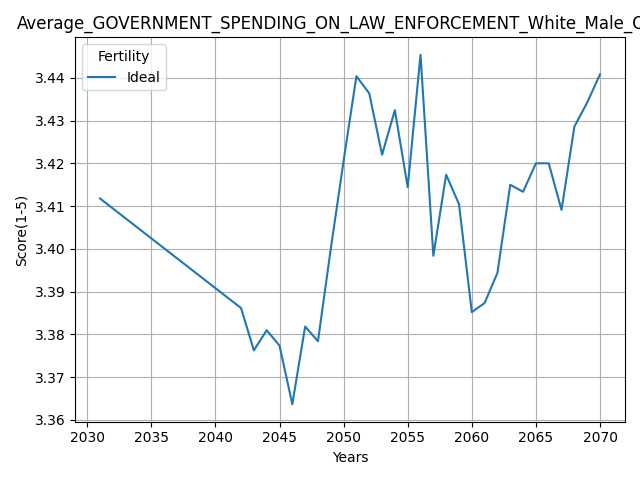 Average_GOVERNMENT_SPENDING_ON_LAW_ENFORCEMENT_White_Male_
Fertility
Ideal
3.44
3.43
3.42
3.41
3.40
3.39
3.38
3.37
3.36
Score(1-5)
2030 2035 2040 2045 2050 2055 2060 2065 2070
Years